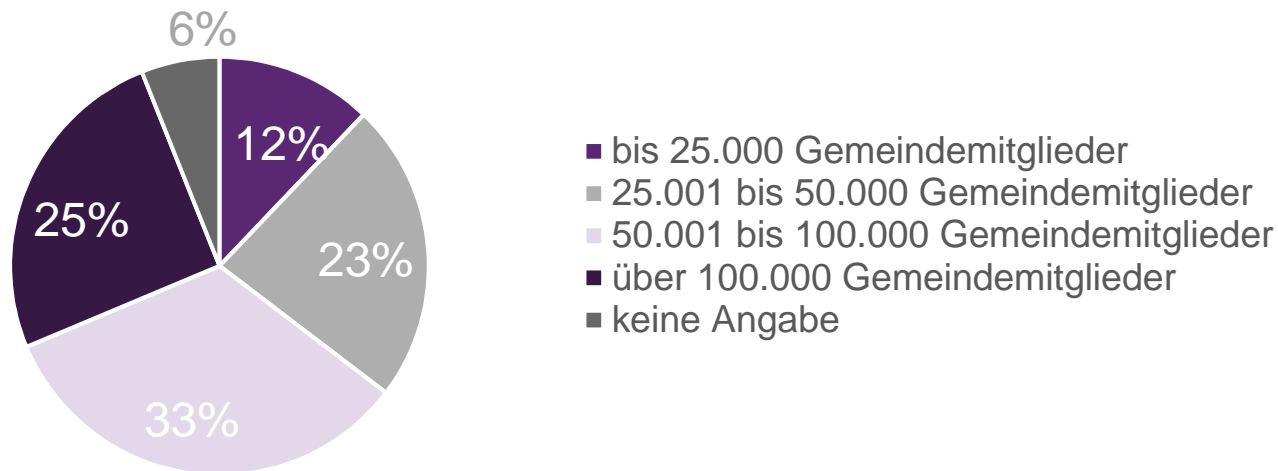 6%
12%
25%
23%
33%
bis 25.000 Gemeindemitglieder
25.001 bis 50.000 Gemeindemitglieder
50.001 bis 100.000 Gemeindemitglieder
über 100.000 Gemeindemitglieder
keine Angabe